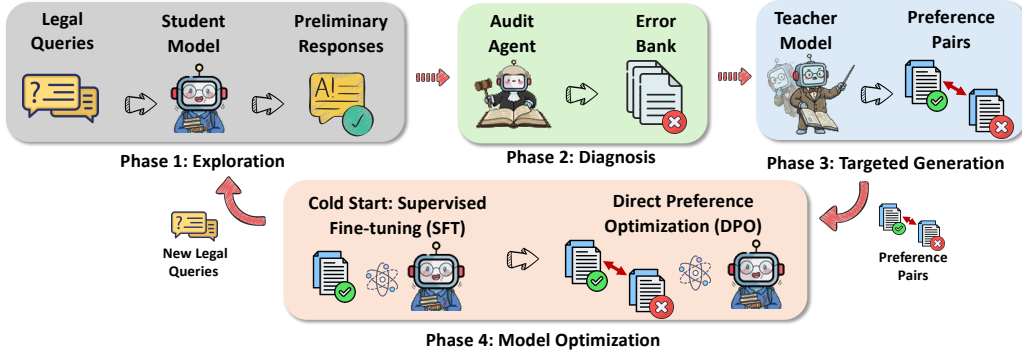 Legal
Queries
Student
Model
Preliminary
Responses
?
A!
Phase 1: Exploration
Audit
Agent
Error
Bank
Phase 2: Diagnosis
Teacher
Model
Preference
Pairs
Phase 3: Targeted Generation
?
New Legal
Queries
Cold Start: Supervised
Fine-tuning (SFT)
Direct Preference
Optimization (DPO)
Preference
Pairs
Phase 4: Model Optimization